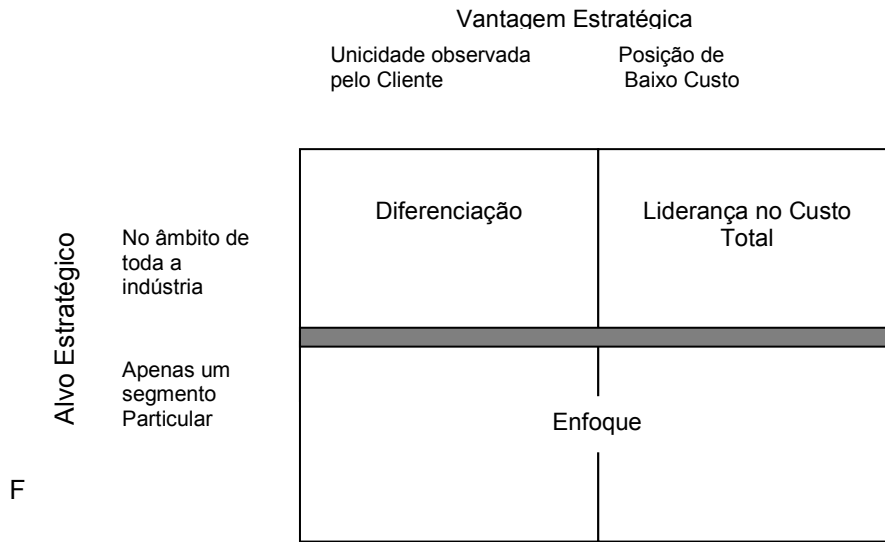 Vantagem Estratégica
Unicidade observada
pelo Cliente
Posição de
Baixo Custo
Diferenciação
Liderança no Custo
Total
Alvo Estratégico
No âmbito de
toda a
indústria
Apenas um
segmento
Particular
Enfoque
F